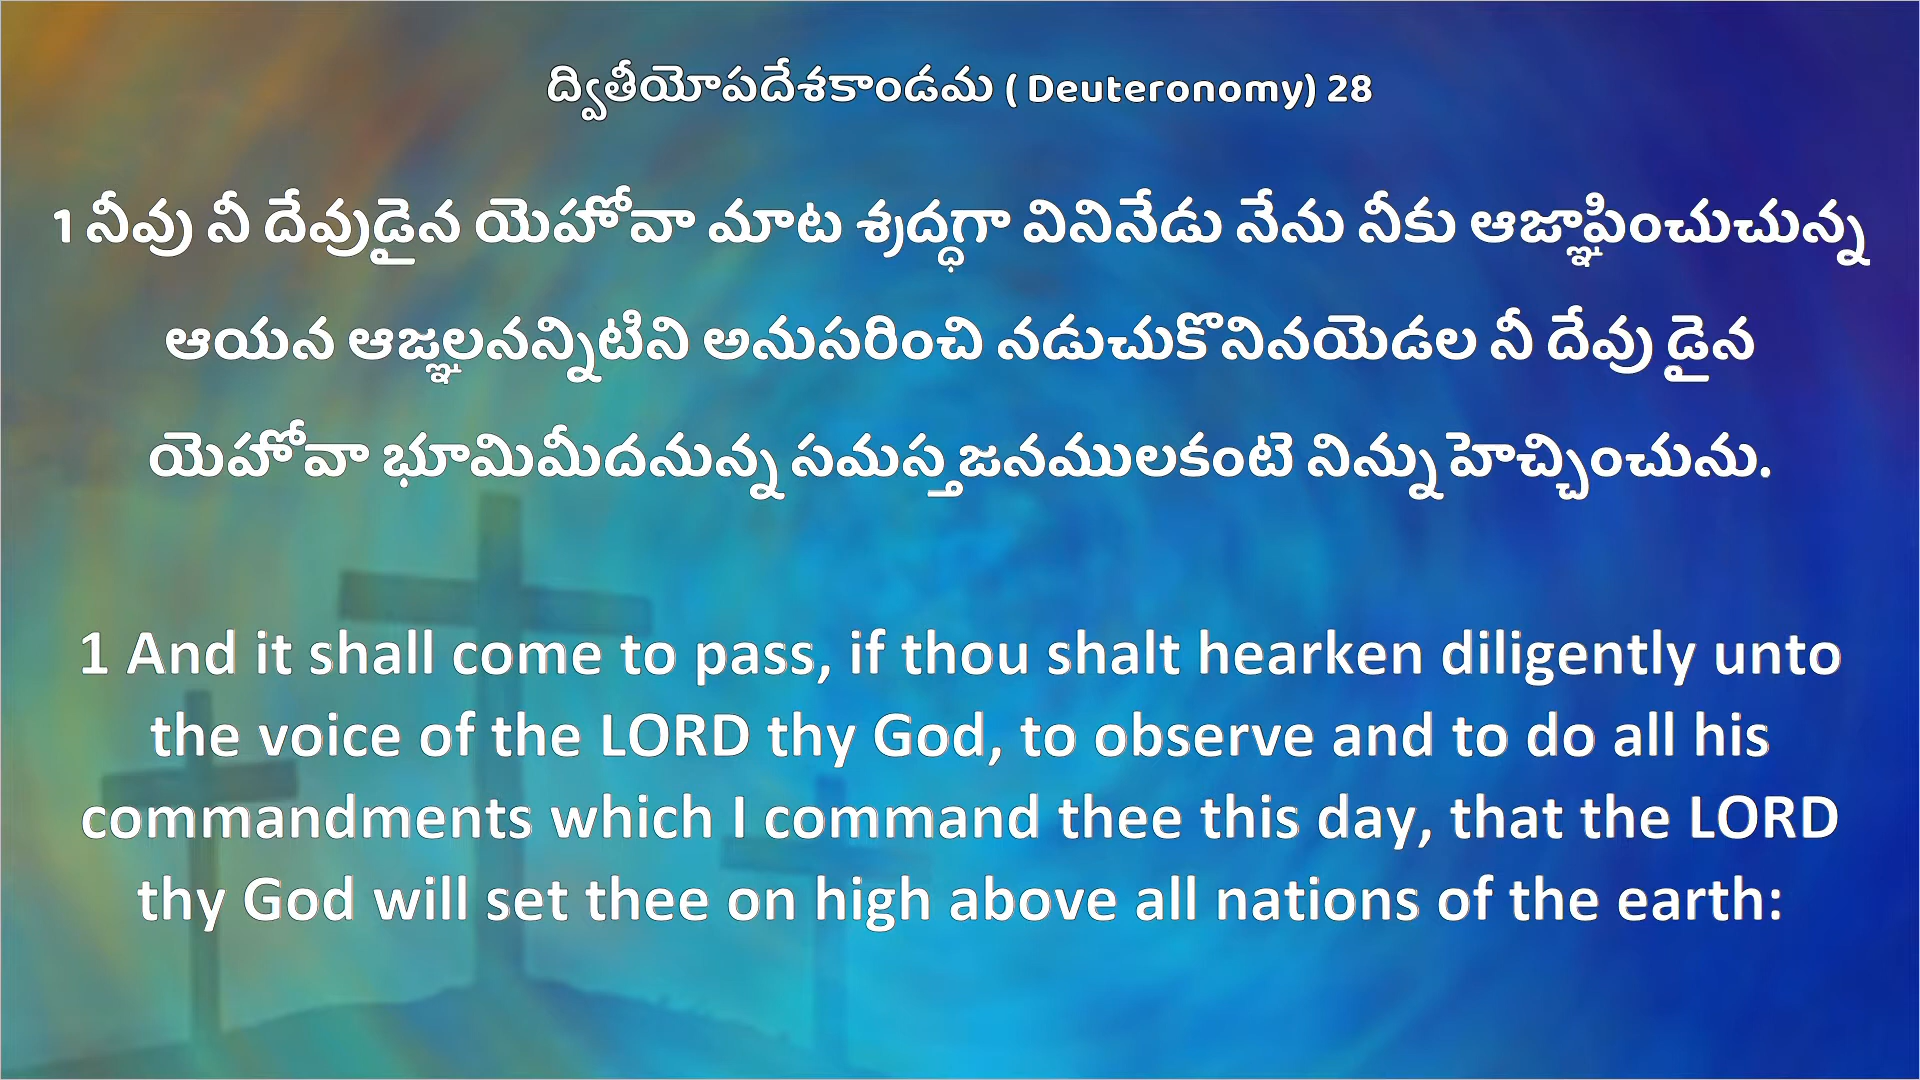 ద్వితీయోపదేశకాండమ ( Deuteronomy) 28
1 నీవు నీ దేవుడైన యెహోవా మాట శ్రద్ధగా వినినేడు నేను నీకు ఆజ్ఞాపించుచున్న
ఆయన ఆజ్ఞలనన్నిటిని అనుసరించి నడుచుకొనినయెడల నీ దేవు డైన
యెహోవా భూమిమీదనున్న సమస్త జనములకంటె నిన్ను హెచ్చించును.
1 And it shall come to pass, if thou shalt hearken diligently unto
the voice of the LORD thy God, to observe and to do all his
commandments which I command thee this day, that the LORD
thy God will set thee on high above all nations of the earth: